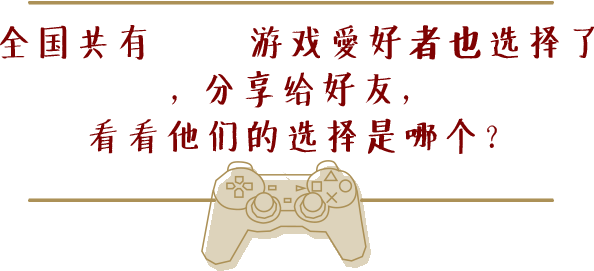 全国共有 游戏愛好者也选择了
，分享给好友，
看看他们的选择是哪个？